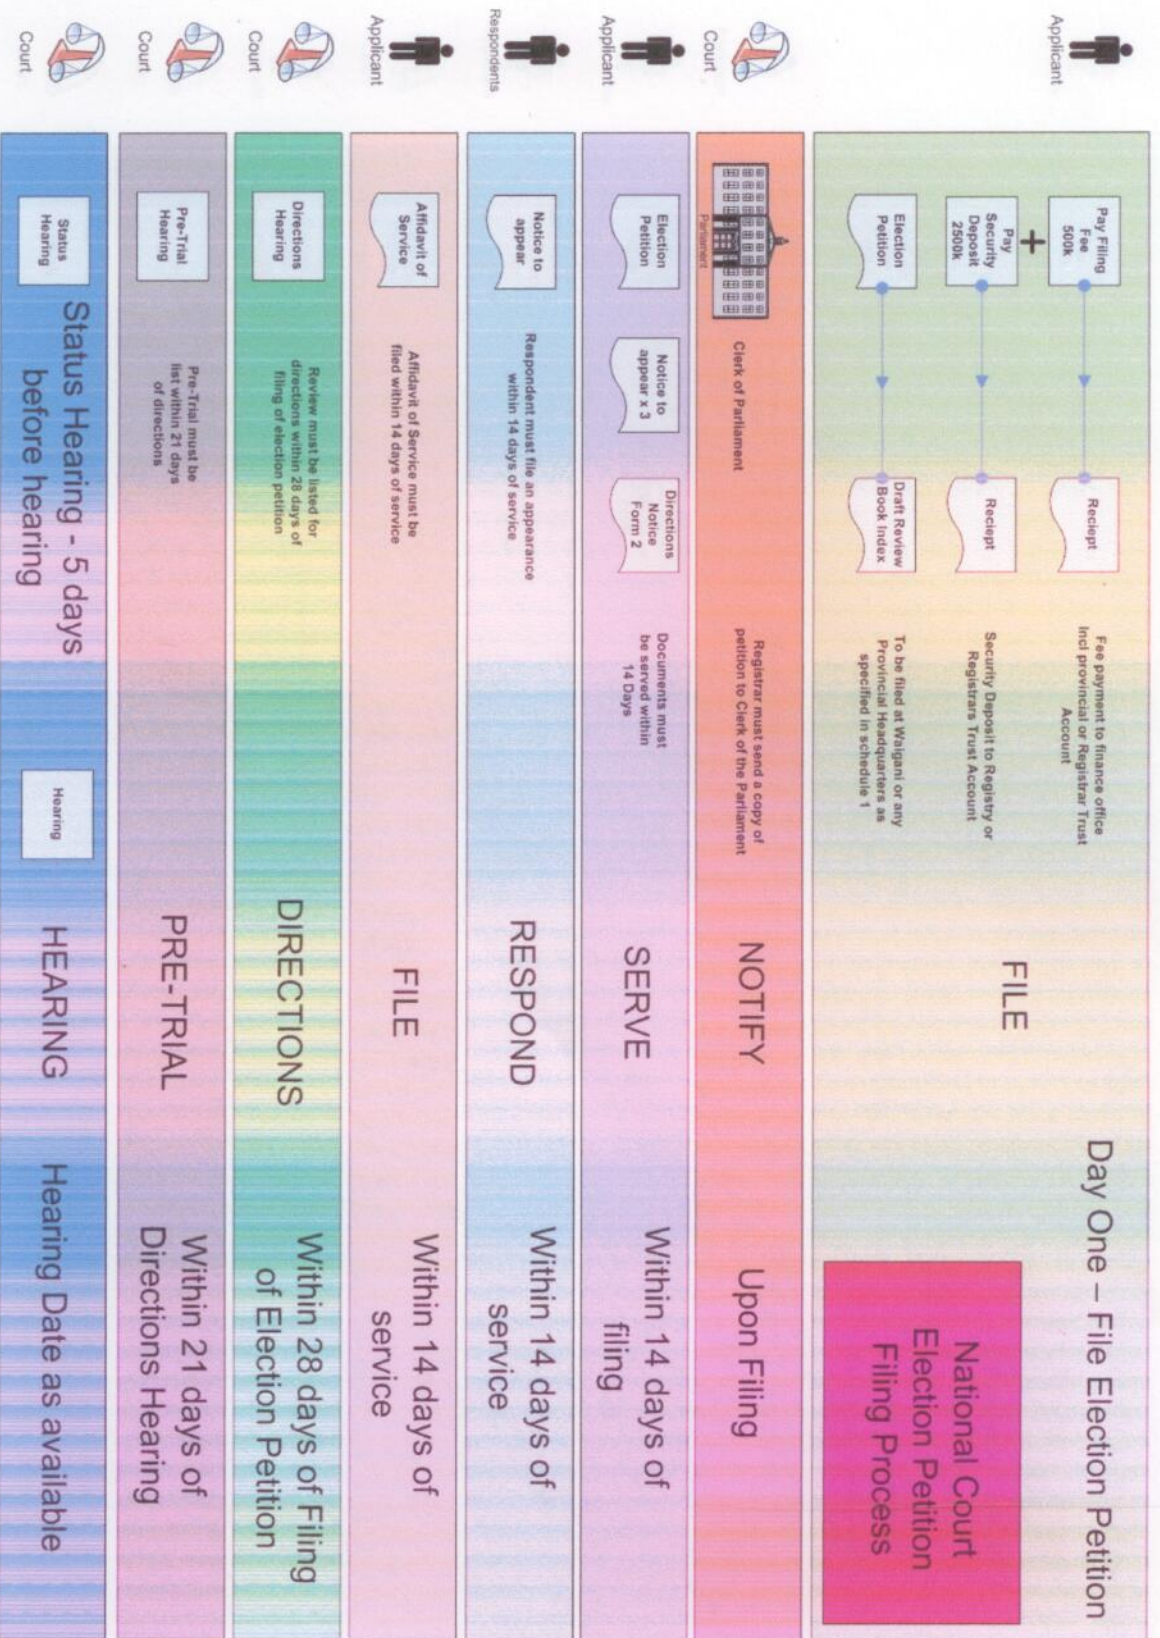 Applicant
Pay Filing
Fee
500k
+
Pay
Security
Deposit
2500k
Election
Petition
Reciept
Reciept
Draft Review
Book Index
Fee payment to finance office
Incl provincial or Registrar Trust
Account
Security Deposit to Registry or
Registrars Trust Account
To be filed at Waigani or any
Provincial Headquarters as
specified in schedule 1
FILE
Day One – File Election Petition
National Court
Election Petition
Filing Process
Court
Parliament
Clerk of Parliament
Registrar must send a copy of
petition to Clerk of the Parliament
NOTIFY
Upon Filing
Applicant
Election
Petition
Notice to
appear x 3
Directions
Notice
Form 2
Documents must
be served within
14 Days
SERVE
Within 14 days of
filing
Respondents
Notice to
appear
Respondent must file an appearance
within 14 days of service
RESPOND
Within 14 days of
service
Applicant
Affidavit of
Service
Affidavit of Service must be
filed within 14 days of service
FILE
Within 14 days of
service
Court
Directions
Hearing
Review must be listed for
directions within 28 days of
filing of election petition
DIRECTIONS
Within 28 days of Filing
of Election Petition
Court
Pre-Trial
Hearing
Pre-Trial must be
list within 21 days
of directions
PRE-TRIAL
Within 21 days of
Directions Hearing
Court
Status
Hearing
Status Hearing - 5 days
before hearing
Hearing
HEARING
Hearing Date as available